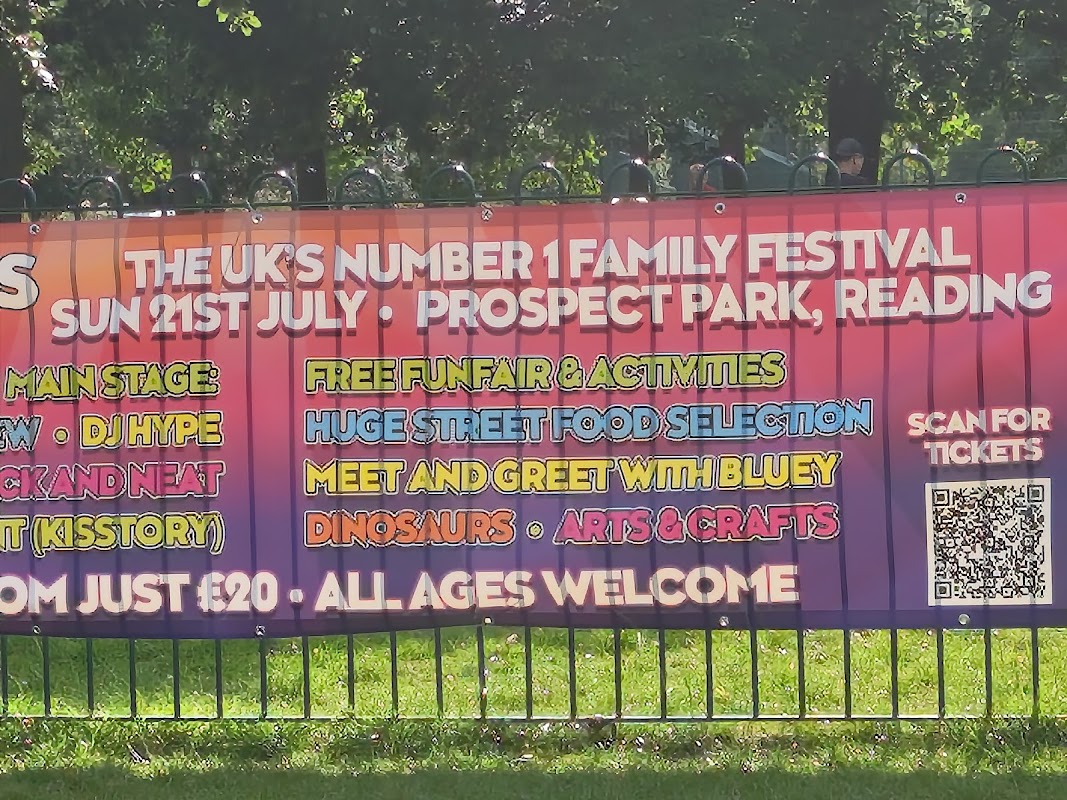 S
THE UK'S NUMBER 1 FAMILY FESTIVAL
SUN 21ST JULY • PROSPECT PARK, READING
MAIN STAGE:
W • DJ HYPE
CK AND NEAT
T (KISSTORY)
FREE FUNFAIR & ACTIVITIES
HUGE STREET FOOD SELECTION
MEET AND GREET WITH BLUEY
DINOSAURS • ARTS & CRAFTS
OM JUST £20 • ALL AGES WELCOME
SCAN FOR
TICKETS